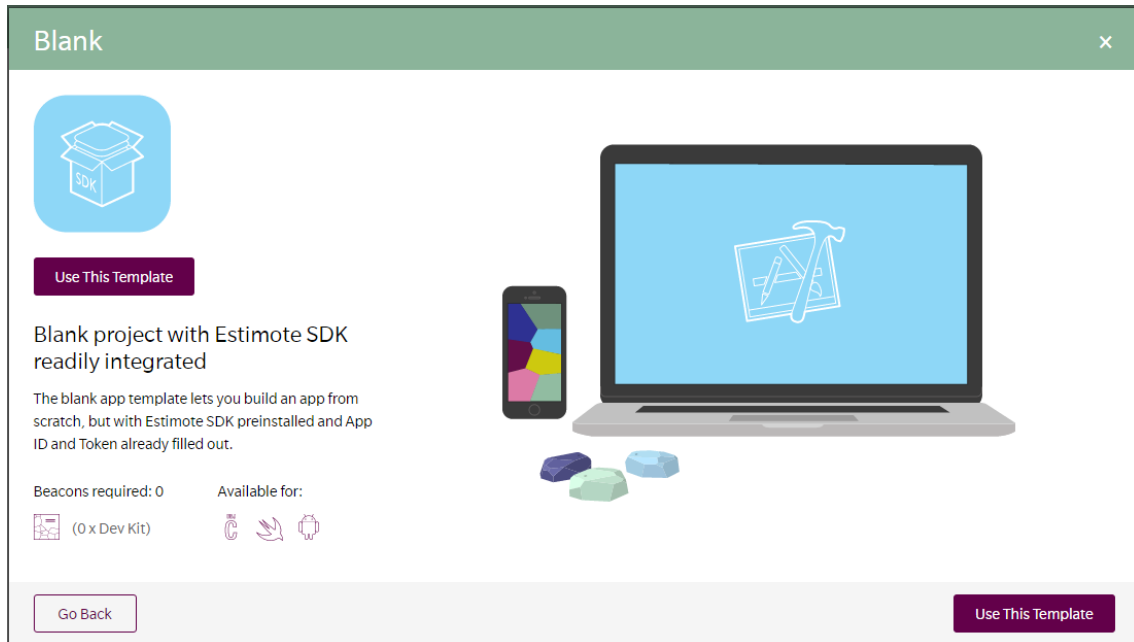 Blank
×
SDK
Use This Template
Blank project with Estimote SDK
readily integrated
The blank app template lets you build an app from
scratch, but with Estimote SDK preinstalled and App
ID and Token already filled out.
Beacons required: 0
Available for:
(0 x Dev Kit)
Go Back
Use This Template